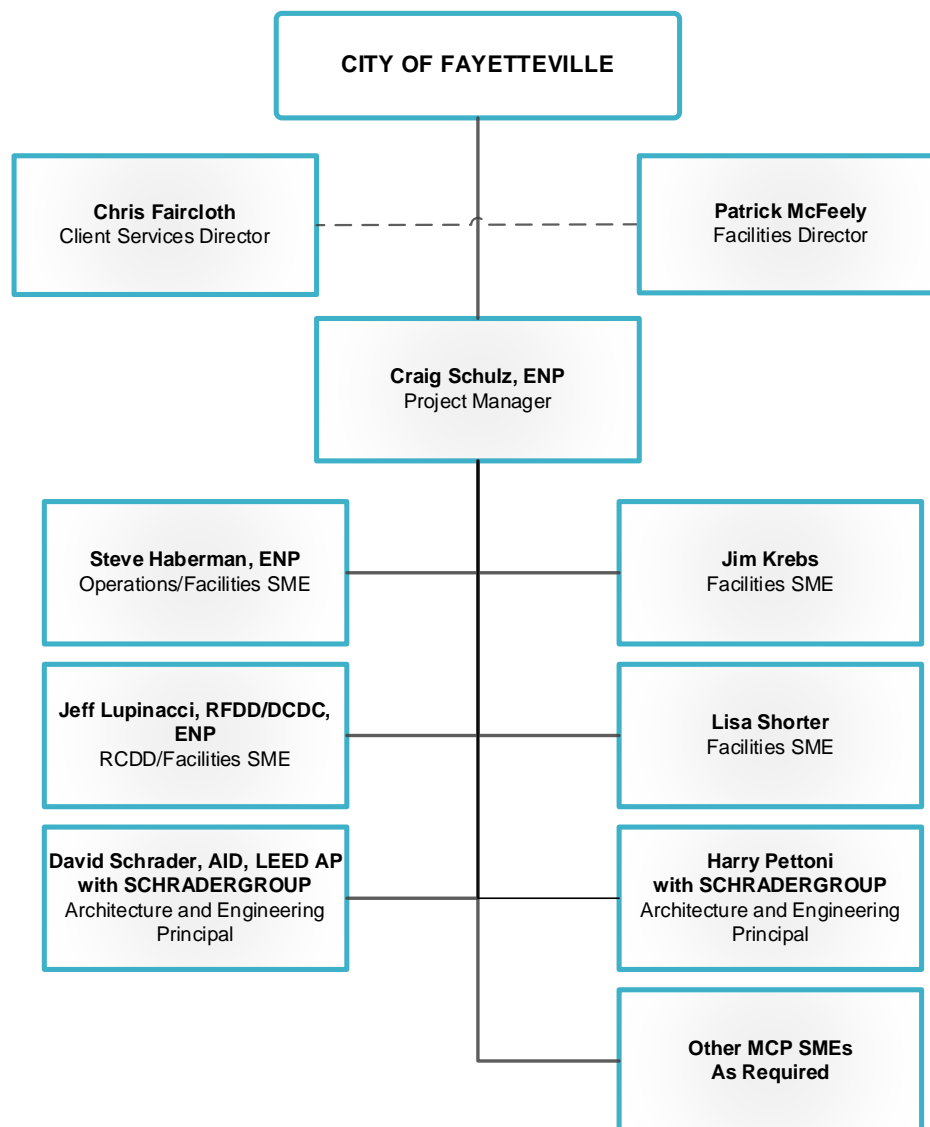 CITY OF FAYETTEVILLE
Chris Faircloth
Client Services Director
Patrick McFeely
Facilities Director
Craig Schulz, ENP
Project Manager
Steve Haberman, ENP
Operations/Facilities SME
Jim Krebs
Facilities SME
Jeff Lupinacci, RFDD/DCDC,
ENP
RCDD/Facilities SME
Lisa Shorter
Facilities SME
David Schrader, AID, LEED AP
with SCHRADERGROUP
Architecture and Engineering
Principal
Harry Pettoni
with SCHRADERGROUP
Architecture and Engineering
Principal
Other MCP SMEs
As Required